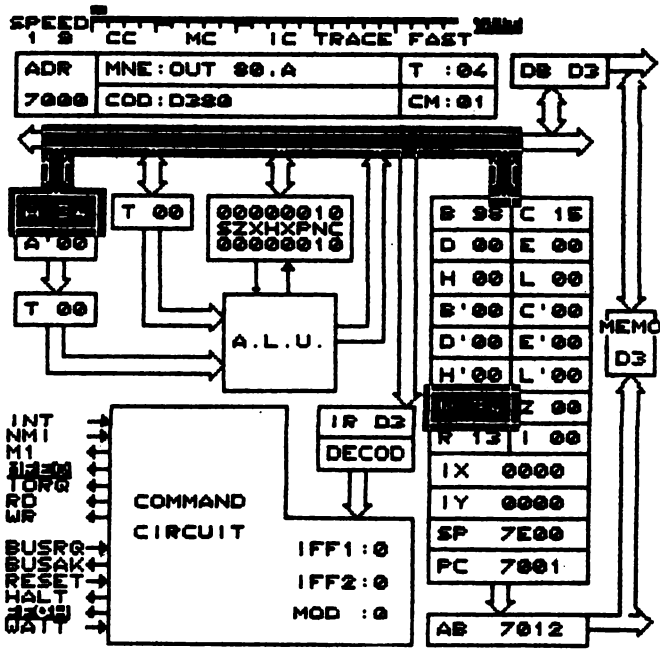 SPEED
1 9 CC MC IC TRACE FAST
ADR MNE:OUT 80.A T :04 DB D3
7000 COD:D380 CM:01
T 00
00000010
SZXHXPNC
00000010
A'00
T 00
A.L.U.
B 98 C 15
D 00 E 00
H 00 L 00
B'00 C'00
D'00 E'00
H'00 L'00
Z 00
R 13 I 00
IX 0000
IY 0000
SP 7E00
PC 7001
AB 7012
MEMO
D3
IR D3
DECOD
INT
NMI
M1
TORQ
RD
WR
BUSRQ
BUSAK
RESET
HALT
WATT
COMMAND
CIRCUIT
IFF1:0
IFF2:0
MOD :0